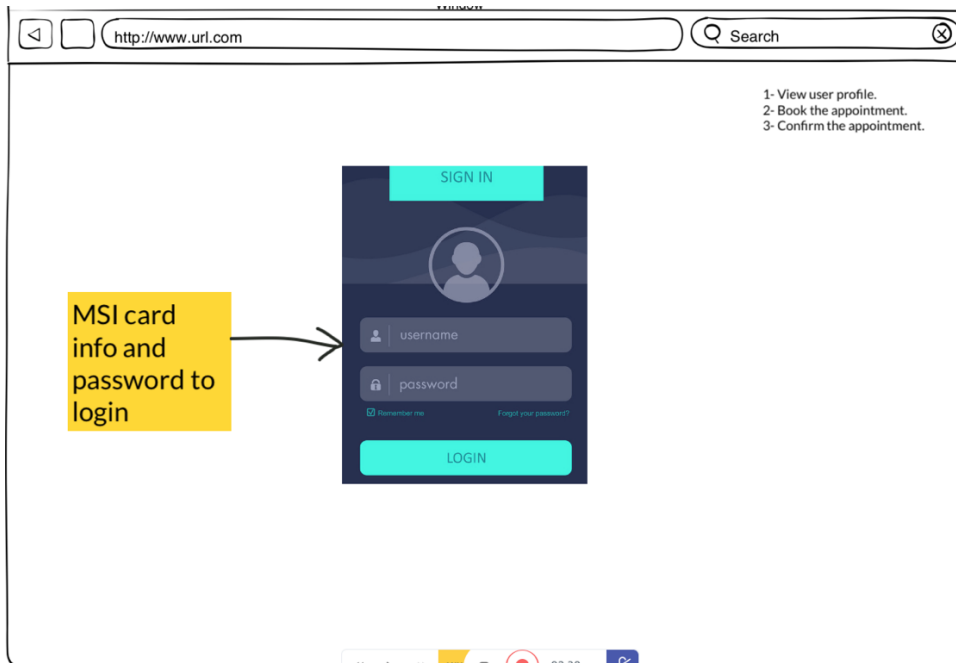 Window
http://www.url.com
Search
1- View user profile.
2- Book the appointment.
3- Confirm the appointment.
SIGN IN
MSI card
info and
password to
login
username
password
Remember me
Forgot your password?
LOGIN